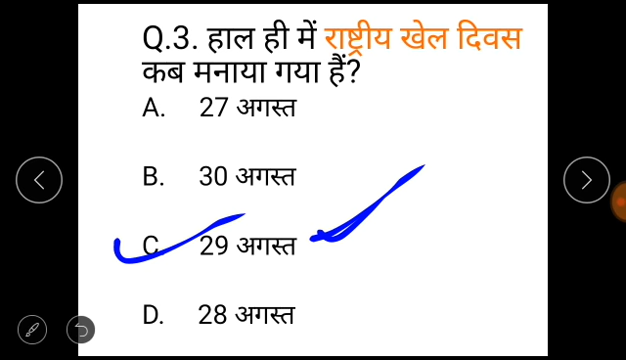 Q.3. हाल ही में राष्ट्रीय खेल दिवस
कब मनाया गया हैं?
A. 27 अगस्त
B. 30 अगस्त
C. 29 अगस्त
D. 28 अगस्त